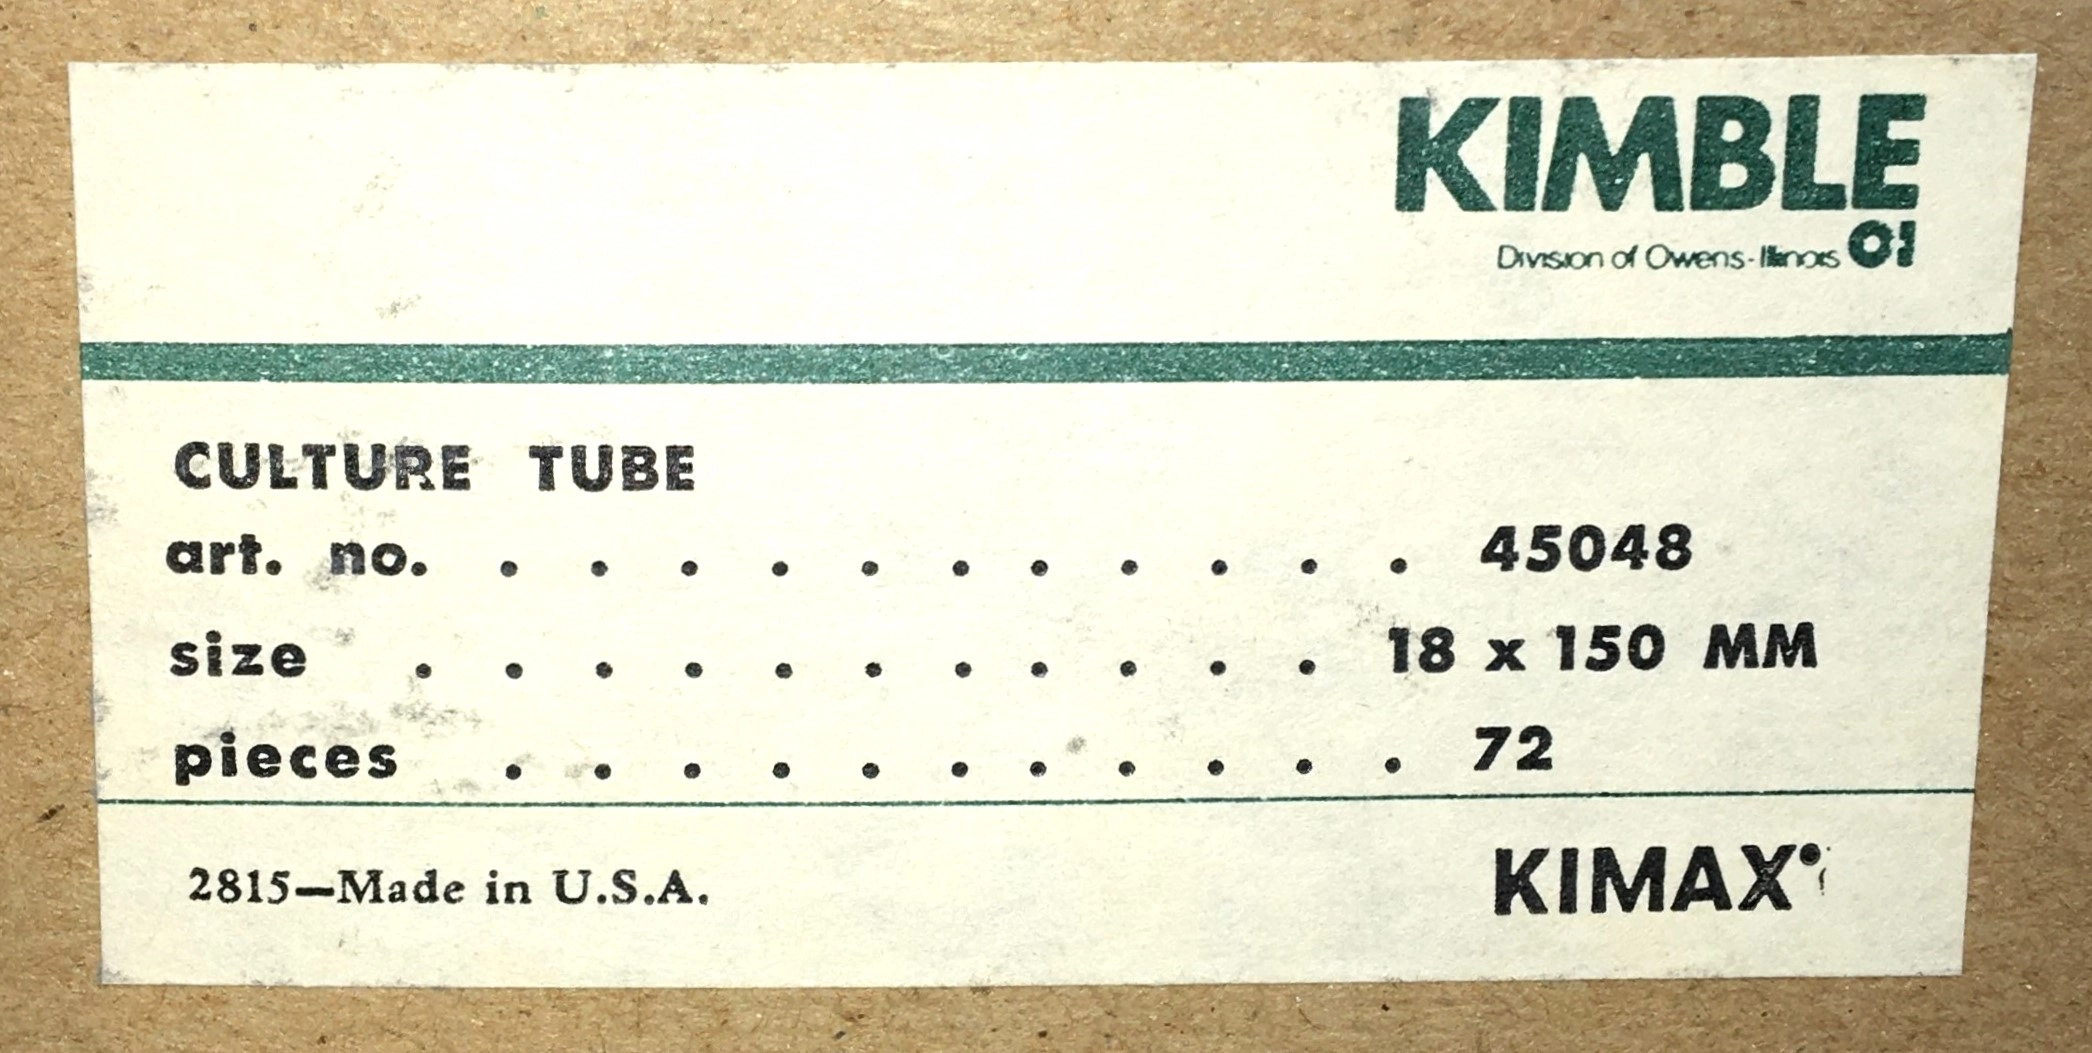 KIMBLE
Division of Owens-Illinois OI
CULTURE TUBE
art. no. . . . . . . . . . . . 45048
size . . . . . . . . . . . 18 x 150 MM
pieces . . . . . . . . . . . 72
2815—Made in U.S.A. KIMAX®